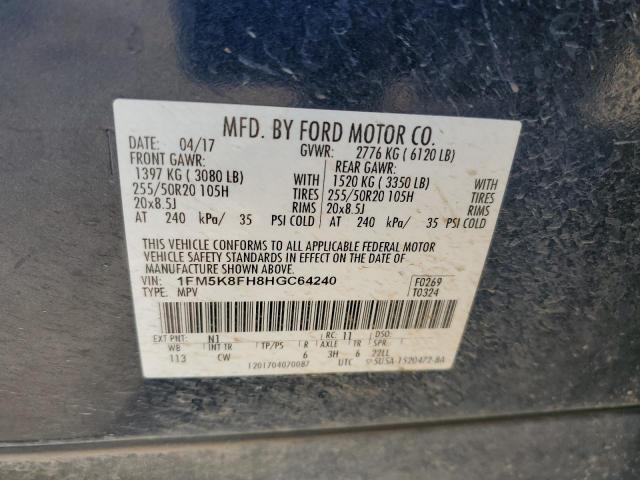 MFD. BY FORD MOTOR CO.
DATE: 04/17 GVWR: 2776 KG ( 6120 LB)
FRONT GAWR: REAR GAWR:
1397 KG ( 3080 LB) WITH 1520 KG ( 3350 LB) WITH
255/50R20 105H TIRES 255/50R20 105H TIRES
20x8.5J RIMS 20x8.5J RIMS
AT 240 kPa/ 35 PSI COLD AT 240 kPa/ 35 PSI COLD
THIS VEHICLE CONFORMS TO ALL APPLICABLE FEDERAL MOTOR
VEHICLE SAFETY STANDARDS IN EFFECT ON THE DATE OF
MANUFACTURE SHOWN ABOVE.
VIN: 1FM5K8FH8HGC64240 F0269
TYPE: MPV T0324
EXT PNT: N1 RC: 11 DSO:
WB INT TR TP/PS R AXLE TR SPR
113 CW 6 3H 6 22LL
1201704070087 UTC 5U5A-1520472-BA